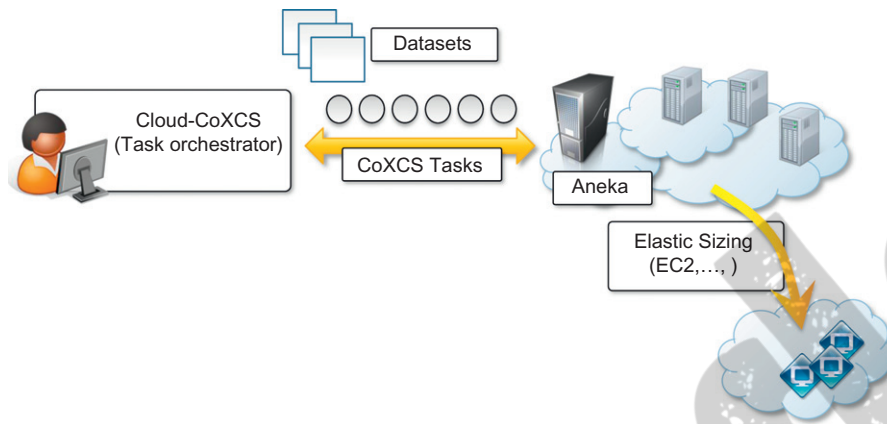 Datasets
Cloud-CoXCS
(Task orchestrator)
CoXCS Tasks
Aneka
Elastic Sizing
(EC2,…, )